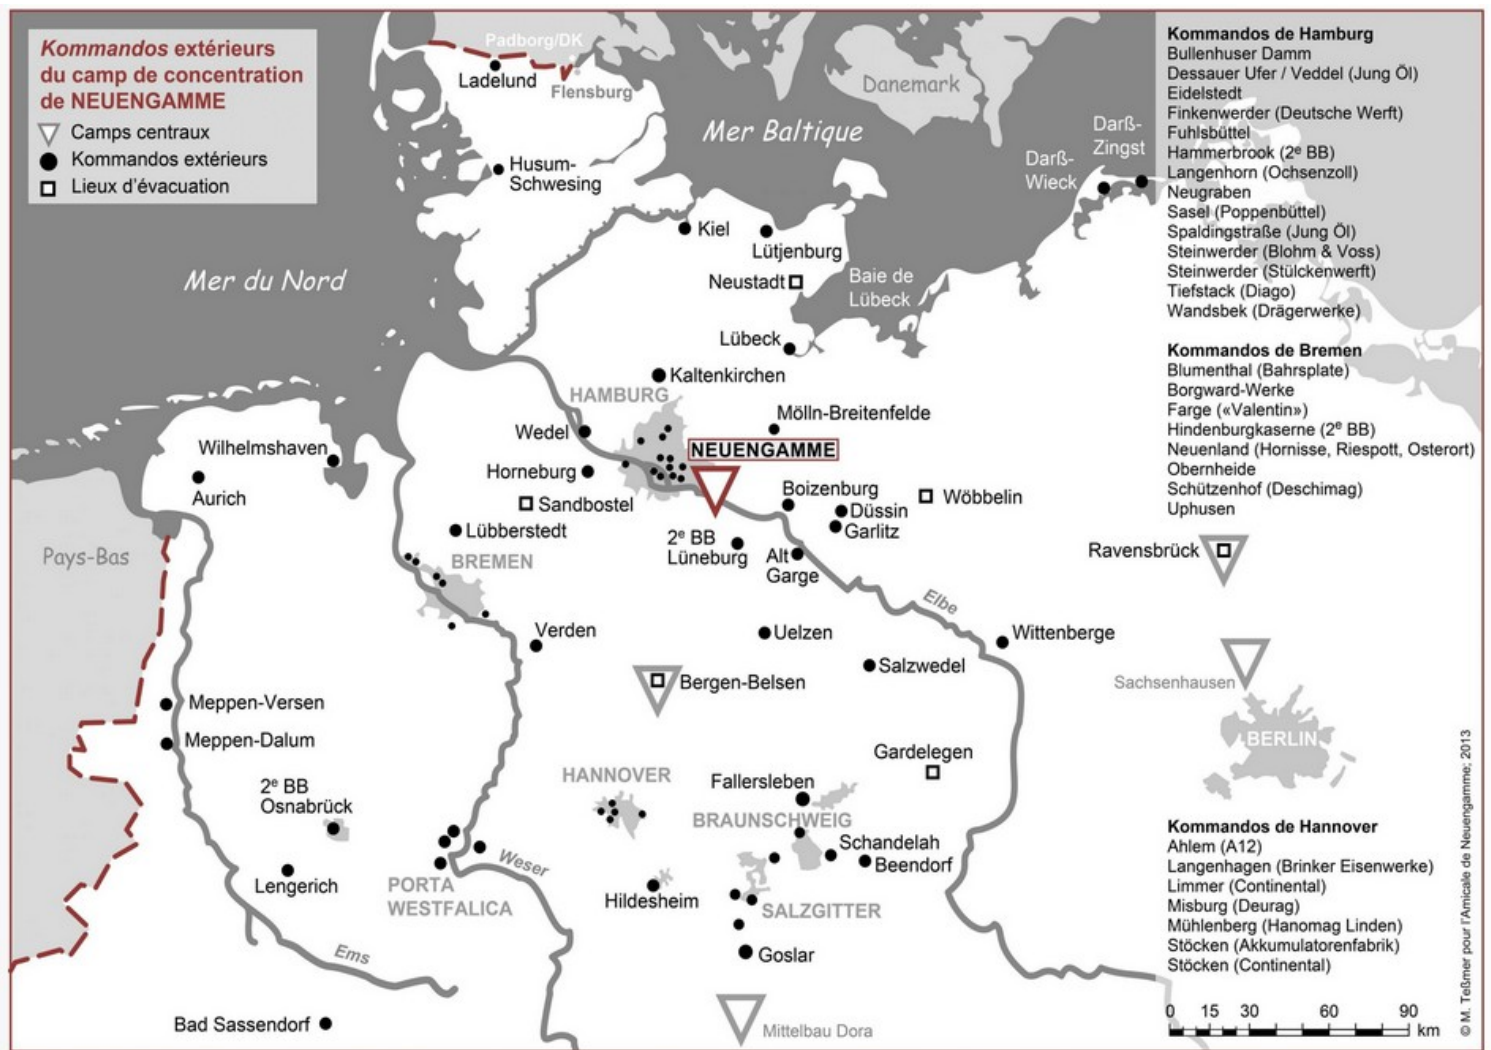 Kommandos extérieurs
du camp de concentration
de NEUENGAMME
Camps centraux
Kommandos extérieurs
Lieux d'évacuation
Padborg/DK
Ladelund
Flensburg
Danemark
Mer Baltique
Darß-
Zingst
Darß-
Wieck
Husum-
Schwesing
Kiel
Lütjenburg
Mer du Nord
Neustadt
Baie de
Lübeck
Lübeck
Kaltenkirchen
HAMBURG
Mölln-Breitenfelde
Wedel
NEUENGAMME
Wilhelmshaven
Horneburg
Aurich
Sandbostel
Boizenburg
Wöbbelin
Düssin
Garlitz
Lübberstedt
2e BB
Lüneburg
Alt
Garge
Pays-Bas
BREMEN
Ravensbrück
Elbe
Verden
Uelzen
Wittenberge
Salzwedel
Bergen-Belsen
Sachsenhausen
Meppen-Versen
Meppen-Dalum
BERLIN
Gardelegen
HANNOVER
Fallersleben
2e BB
Osnabrück
BRAUNSCHWEIG
Schandelah
Beendorf
Weser
Lengerich
PORTA
WESTFALICA
Hildesheim
SALZGITTER
Goslar
Ems
Bad Sassendorf
Mittelbau Dora
Kommandos de Hamburg
Bullenhuser Damm
Dessauer Ufer / Veddel (Jung Öl)
Eidelstedt
Finkenwerder (Deutsche Werft)
Fuhlsbüttel
Hammerbrook (2e BB)
Langenhorn (Ochsenzoll)
Neugraben
Sasel (Poppenbüttel)
Spaldingstraße (Jung Öl)
Steinwerder (Blohm & Voss)
Steinwerder (Stülckenwerft)
Tiefstack (Diago)
Wandsbek (Drägerwerke)
Kommandos de Bremen
Blumenthal (Bahrsplate)
Borgward-Werke
Farge («Valentin»)
Hindenburgkaserne (2e BB)
Neuenland (Hornisse, Riespott, Osterort)
Obernheide
Schützenhof (Deschimag)
Uphusen
Kommandos de Hannover
Ahlem (A12)
Langenhagen (Brinker Eisenwerke)
Limmer (Continental)
Misburg (Deurag)
Mühlenberg (Hanomag Linden)
Stöcken (Akkumulatorenfabrik)
Stöcken (Continental)
0 15 30 60 90
km
© M. Teßmer pour l'Amicale de Neuengamme; 2013